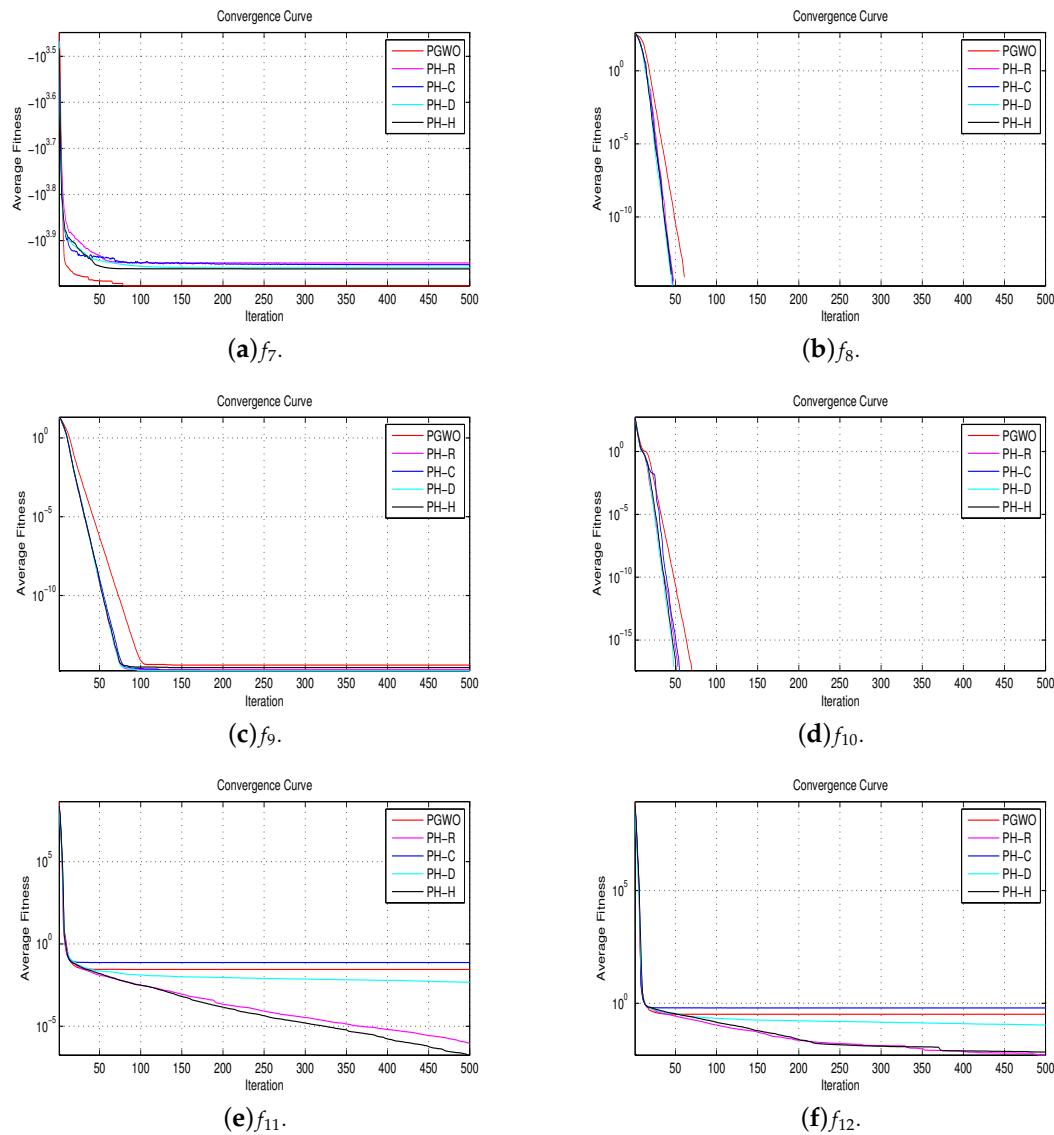 Convergence Curve
−10^3.5
−10^3.6
−10^3.7
−10^3.8
−10^3.9
Average Fitness
PGWO
PH−R
PH−C
PH−D
PH−H
50 100 150 200 250 300 350 400 450 500
Iteration
(a) f7.
Convergence Curve
10^0
10^−5
10^−10
Average Fitness
PGWO
PH−R
PH−C
PH−D
PH−H
50 100 150 200 250 300 350 400 450 500
Iteration
(b) f8.
Convergence Curve
10^0
10^−5
10^−10
Average Fitness
PGWO
PH−R
PH−C
PH−D
PH−H
50 100 150 200 250 300 350 400 450 500
Iteration
(c) f9.
Convergence Curve
10^0
10^−5
10^−10
10^−15
Average Fitness
PGWO
PH−R
PH−C
PH−D
PH−H
50 100 150 200 250 300 350 400 450 500
Iteration
(d) f10.
Convergence Curve
10^5
10^0
10^−5
Average Fitness
PGWO
PH−R
PH−C
PH−D
PH−H
50 100 150 200 250 300 350 400 450 500
Iteration
(e) f11.
Convergence Curve
10^5
10^0
Average Fitness
PGWO
PH−R
PH−C
PH−D
PH−H
50 100 150 200 250 300 350 400 450 500
Iteration
(f) f12.